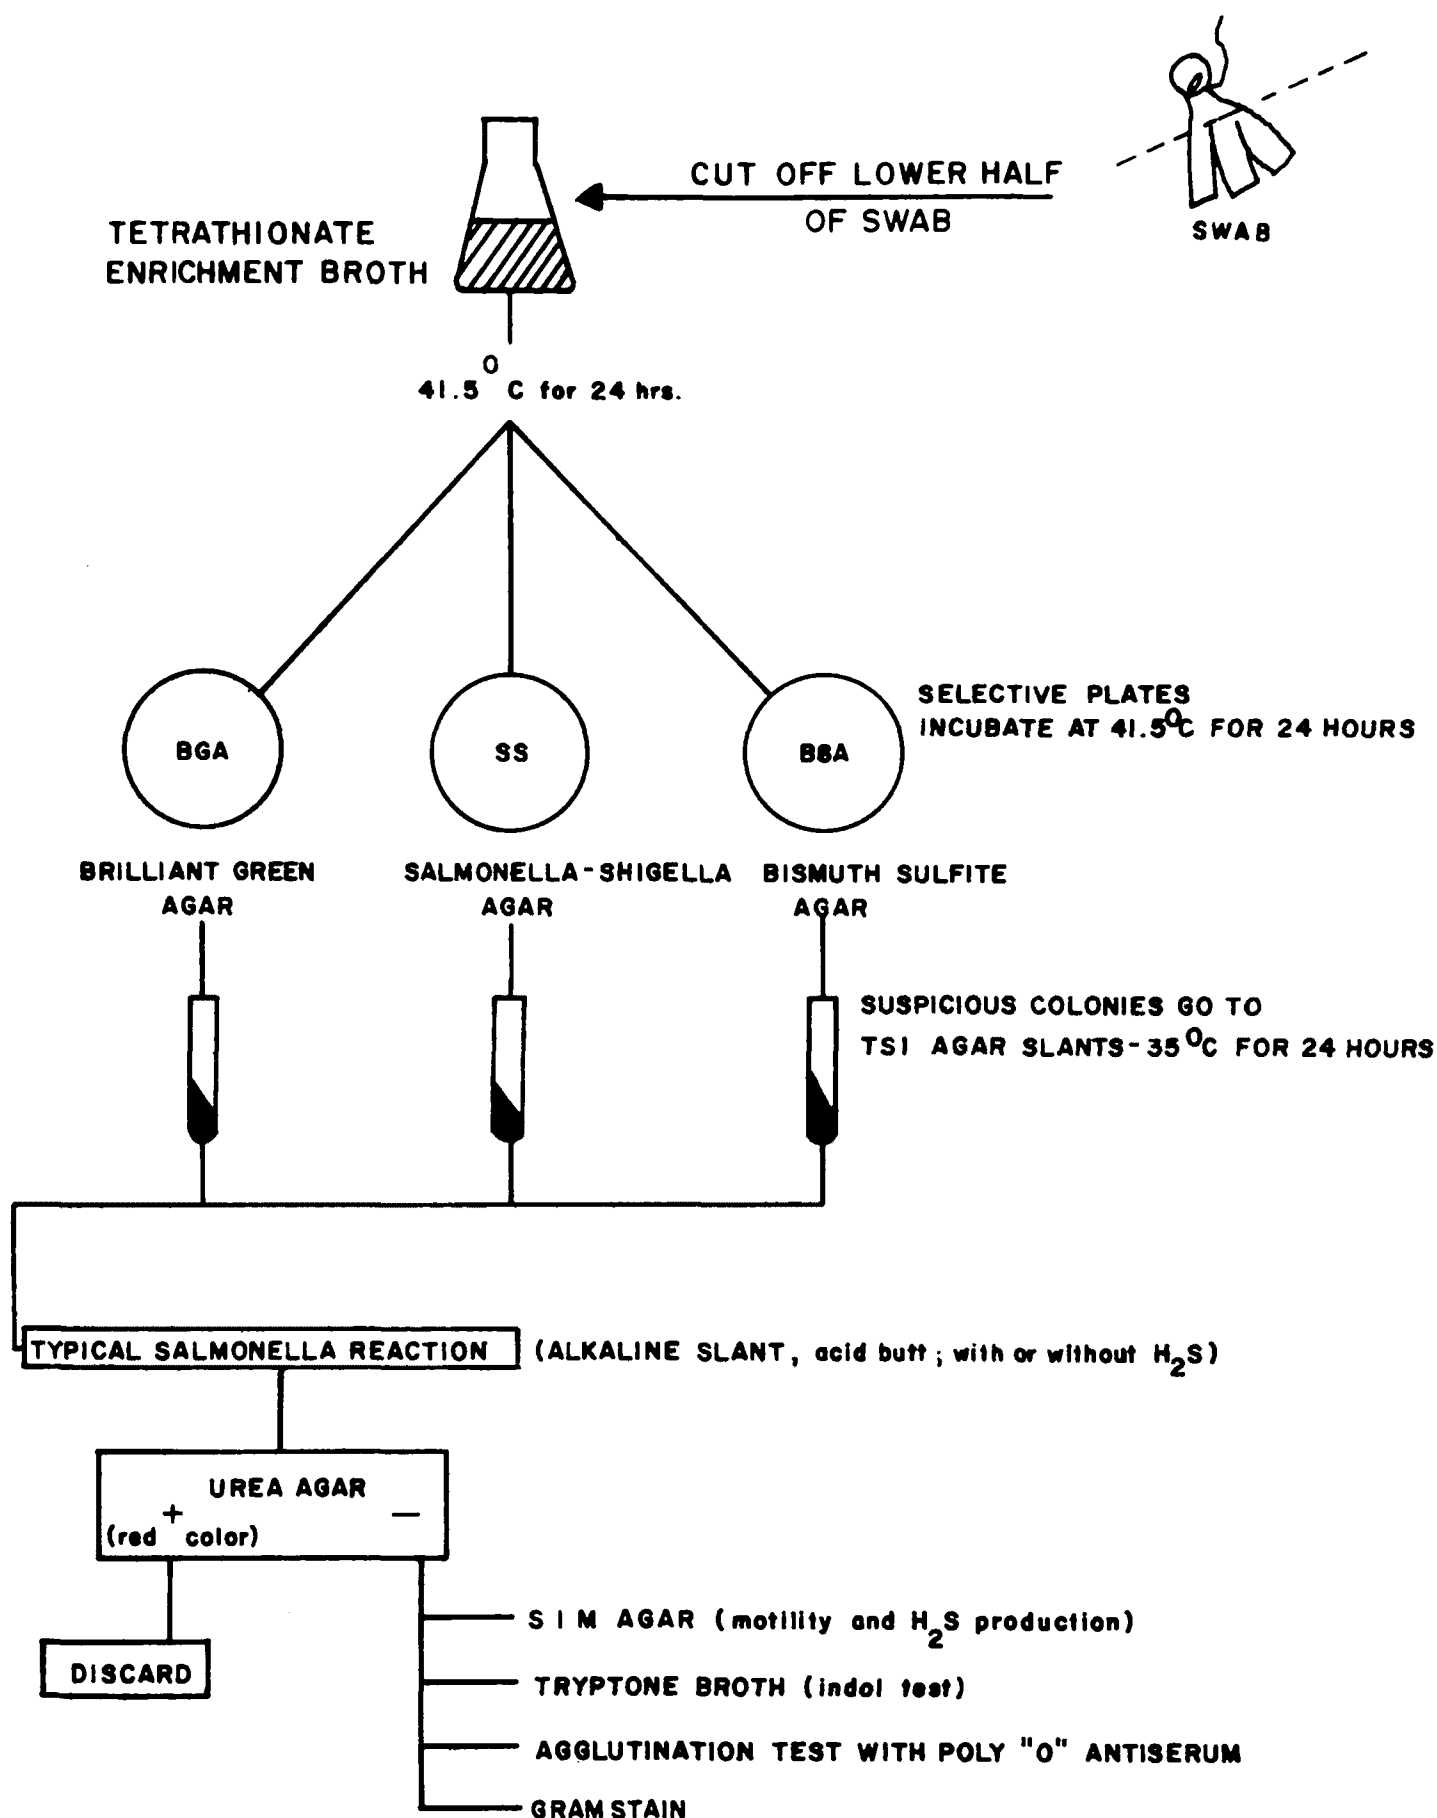 SWAB
CUT OFF LOWER HALF
OF SWAB
TETRATHIONATE
ENRICHMENT BROTH
41.5° C for 24 hrs.
SELECTIVE PLATES
INCUBATE AT 41.5°C FOR 24 HOURS
BGA
SS
BSA
BRILLIANT GREEN
AGAR
SALMONELLA-SHIGELLA
AGAR
BISMUTH SULFITE
AGAR
SUSPICIOUS COLONIES GO TO
TSI AGAR SLANTS-35°C FOR 24 HOURS
TYPICAL SALMONELLA REACTION (ALKALINE SLANT, acid butt; with or without H₂S)
UREA AGAR
+ —
(red color)
DISCARD
SIM AGAR (motility and H₂S production)
TRYPTONE BROTH (indol test)
AGGLUTINATION TEST WITH POLY "O" ANTISERUM
GRAM STAIN